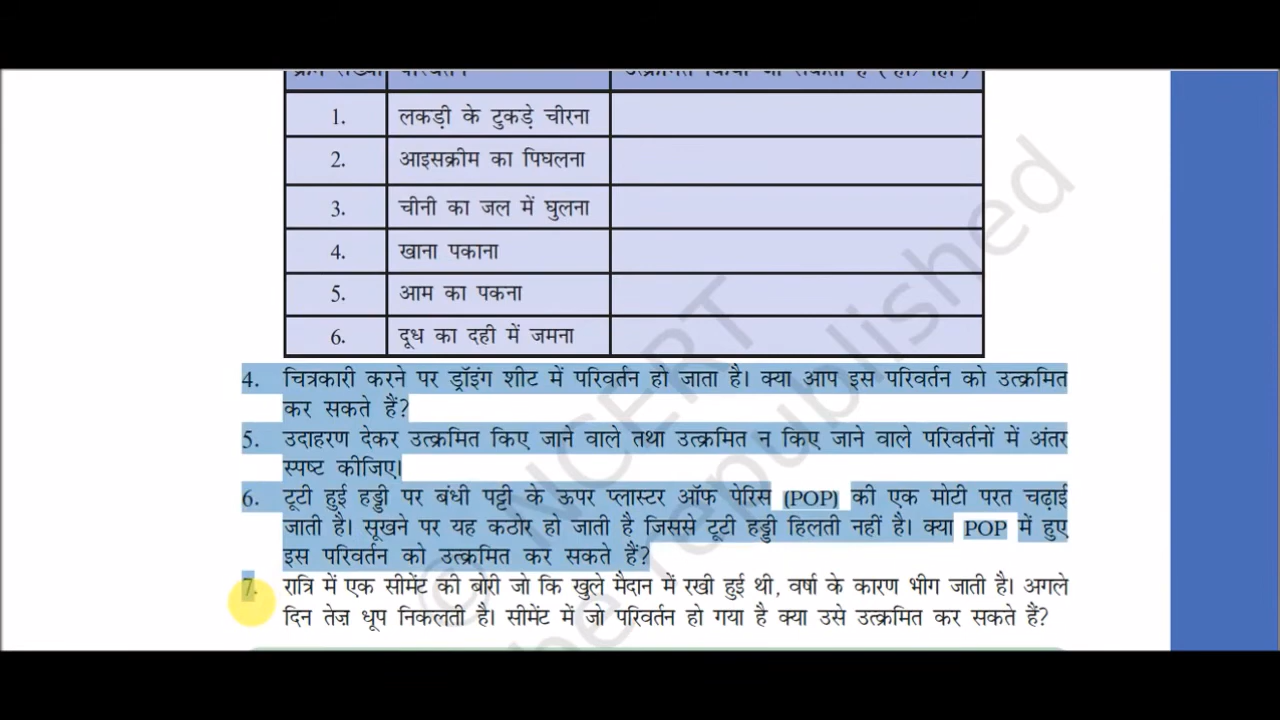 1. लकड़ी के टुकड़े चीरना
2. आइसक्रीम का पिघलना
3. चीनी का जल में घुलना
4. खाना पकाना
5. आम का पकना
6. दूध का दही में जमना
4. चित्रकारी करने पर ड्रॉइंग शीट में परिवर्तन हो जाता है। क्या आप इस परिवर्तन को उत्क्रमित
कर सकते हैं?
5. उदाहरण देकर उत्क्रमित किए जाने वाले तथा उत्क्रमित न किए जाने वाले परिवर्तनों में अंतर
स्पष्ट कीजिए।
6. टूटी हुई हड्डी पर बंधी पट्टी के ऊपर प्लास्टर ऑफ पेरिस (POP) की एक मोटी परत चढ़ाई
जाती है। सूखने पर यह कठोर हो जाती है जिससे टूटी हड्डी हिलती नहीं है। क्या POP में हुए
इस परिवर्तन को उत्क्रमित कर सकते हैं?
7. रात्रि में एक सीमेंट की बोरी जो कि खुले मैदान में रखी हुई थी, वर्षा के कारण भीग जाती है। अगले
दिन तेज़ धूप निकलती है। सीमेंट में जो परिवर्तन हो गया है क्या उसे उत्क्रमित कर सकते हैं?
© NCERT
be republished